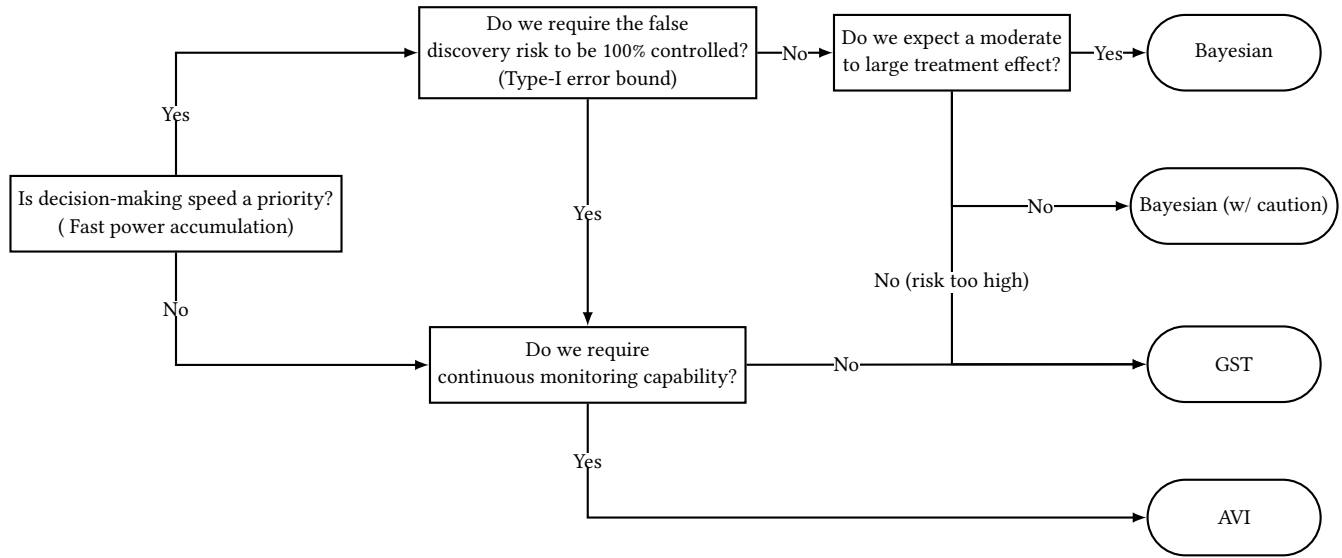 Do we require the false
discovery risk to be 100% controlled?
(Type-I error bound)
No
Do we expect a moderate
to large treatment effect?
Yes
Bayesian
Yes
Is decision-making speed a priority?
( Fast power accumulation)
Yes
No
Bayesian (w/ caution)
No (risk too high)
No
Do we require
continuous monitoring capability?
No
GST
Yes
AVI